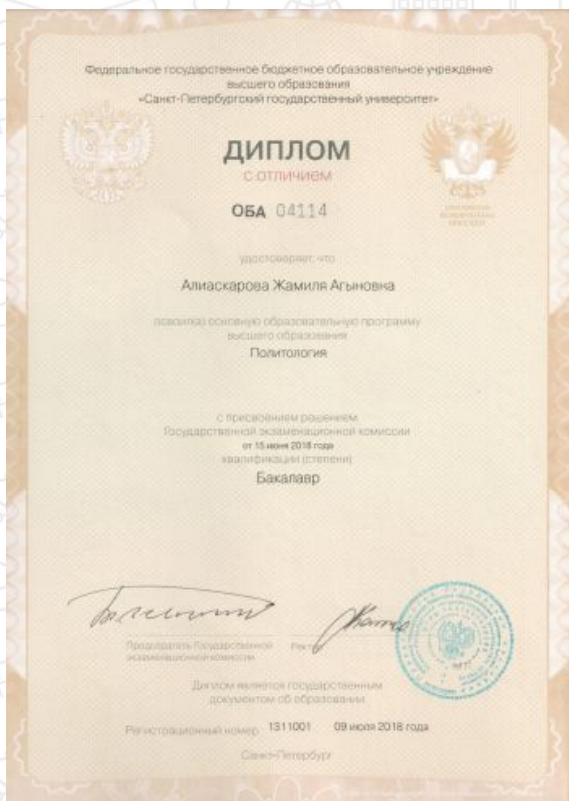 Федеральное государственное бюджетное образовательное учреждение
высшего образования
«Санкт-Петербургский государственный университет»
ДИПЛОМ
с отличием
ОБА 04114
удостоверяет, что
Алиаскарова Жамиля Агыновна
освоил(а) основную образовательную программу
высшего образования
Политология
с присвоением решением
Государственной экзаменационной комиссии
от 15 июня 2018 года
квалификации (степени)
Бакалавр
Председатель Государственной
экзаменационной комиссии
Диплом является государственным
документом об образовании
Регистрационный номер 1311001 09 июля 2018 года
Санкт-Петербург